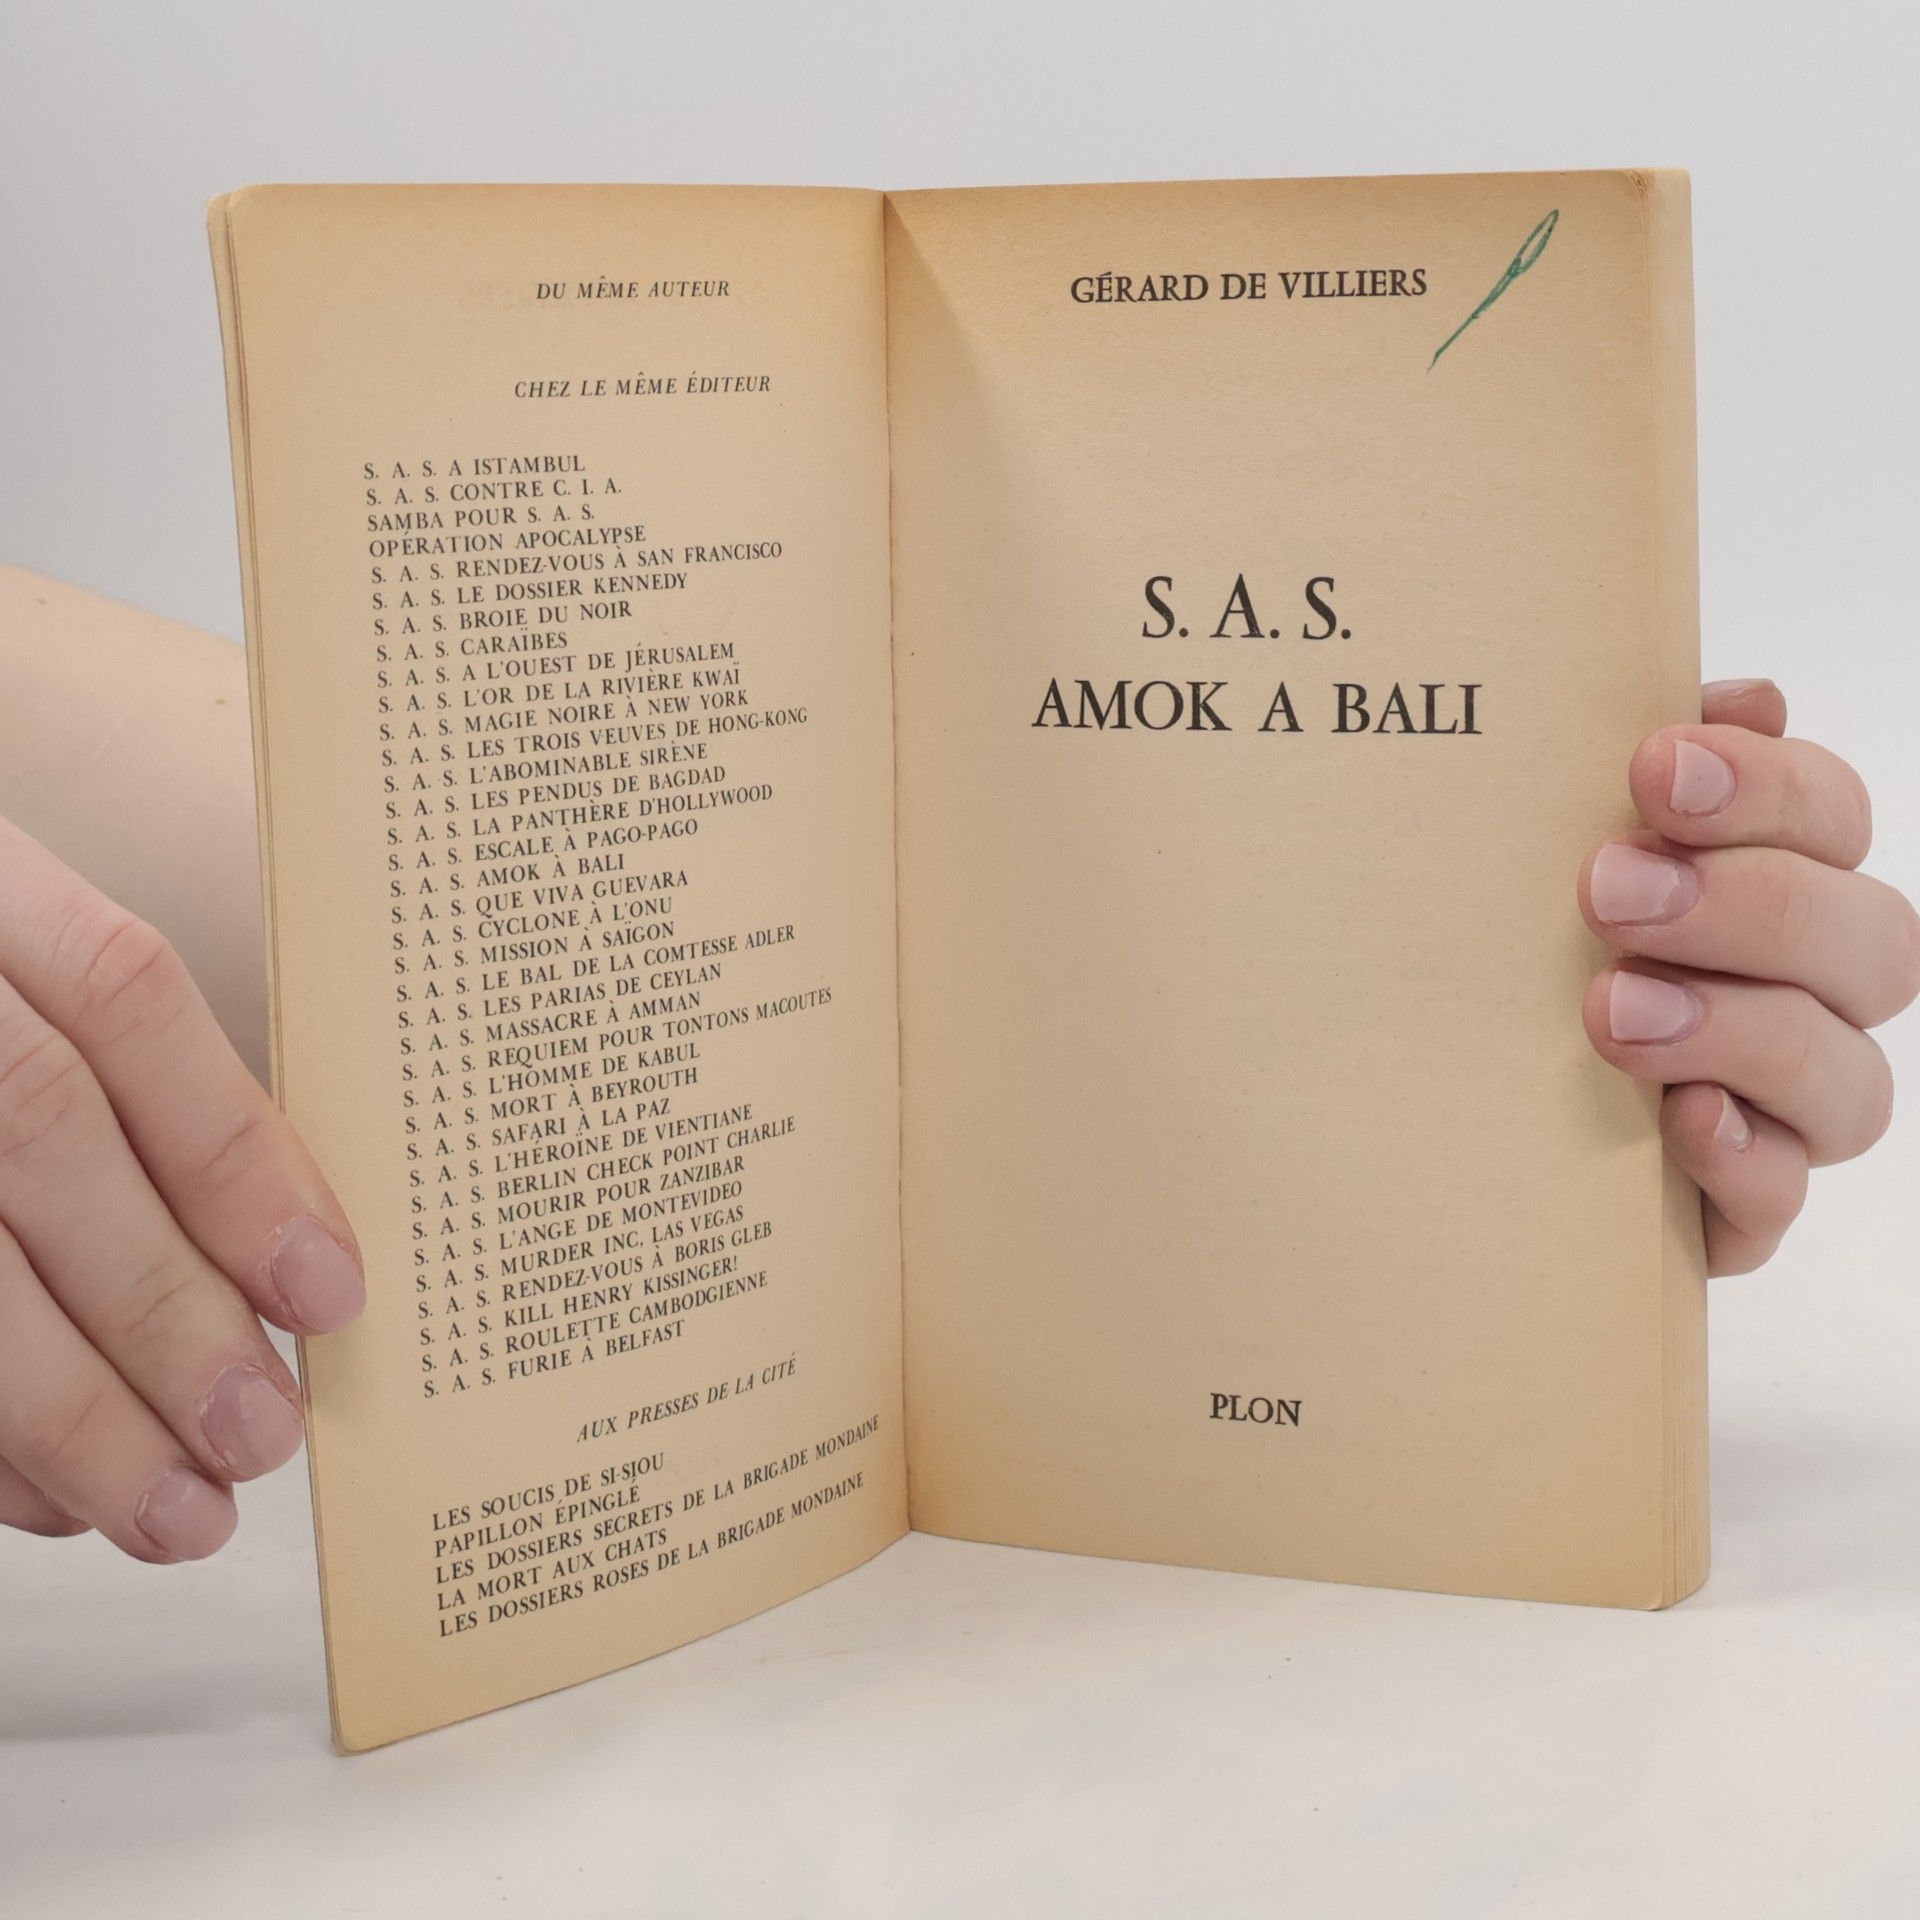 DU MÊME AUTEUR
CHEZ LE MÊME ÉDITEUR
S. A. S. A ISTAMBUL
S. A. S. CONTRE C. I. A.
SAMBA POUR S. A. S.
OPÉRATION APOCALYPSE
S. A. S. RENDEZ-VOUS À SAN FRANCISCO
S. A. S. LE DOSSIER KENNEDY
S. A. S. BROIE DU NOIR
S. A. S. CARAÏBES
S. A. S. A L'OUEST DE JÉRUSALEM
S. A. S. L'OR DE LA RIVIÈRE KWAÏ
S. A. S. MAGIE NOIRE À NEW YORK
S. A. S. LES TROIS VEUVES DE HONG-KONG
S. A. S. L'ABOMINABLE SIRÈNE
S. A. S. LES PENDUS DE BAGDAD
S. A. S. LA PANTHÈRE D'HOLLYWOOD
S. A. S. ESCALE À PAGO-PAGO
S. A. S. AMOK À BALI
S. A. S. QUE VIVA GUEVARA
S. A. S. CYCLONE À L'ONU
S. A. S. MISSION À SAÏGON
S. A. S. LE BAL DE LA COMTESSE ADLER
S. A. S. LES PARIAS DE CEYLAN
S. A. S. MASSACRE À AMMAN
S. A. S. REQUIEM POUR TONTONS MACOUTES
S. A. S. L'HOMME DE KABUL
S. A. S. MORT À BEYROUTH
S. A. S. SAFARI À LA PAZ
S. A. S. L'HÉROÏNE DE VIENTIANE
S. A. S. BERLIN CHECK POINT CHARLIE
S. A. S. MOURIR POUR ZANZIBAR
S. A. S. L'ANGE DE MONTEVIDEO
S. A. S. MURDER INC, LAS VEGAS
S. A. S. RENDEZ-VOUS À BORIS GLEB
S. A. S. KILL HENRY KISSINGER!
S. A. S. ROULETTE CAMBODGIENNE
S. A. S. FURIE À BELFAST
AUX PRESSES DE LA CITÉ
LES SOUCIS DE SI-SIOU
PAPILLON ÉPINGLÉ
LES DOSSIERS SECRETS DE LA BRIGADE MONDAINE
LA MORT AUX CHATS
LES DOSSIERS ROSES DE LA BRIGADE MONDAINE
GÉRARD DE VILLIERS
S. A. S.
AMOK A BALI
PLON